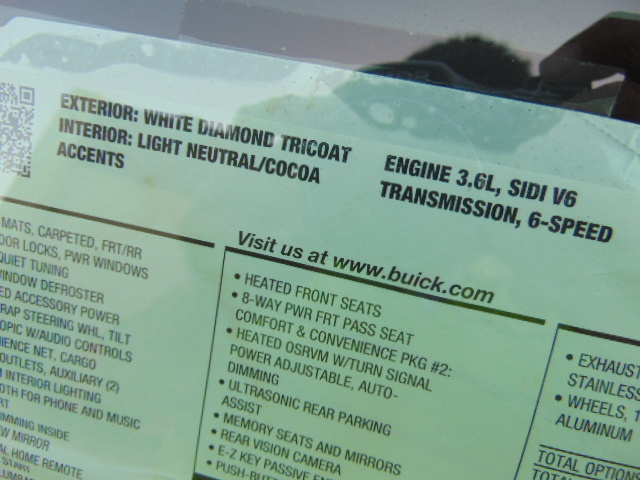 EXTERIOR: WHITE DIAMOND TRICOAT
INTERIOR: LIGHT NEUTRAL/COCOA
ACCENTS
ENGINE 3.6L, SIDI V6
TRANSMISSION, 6-SPEED
MATS, CARPETED, FRT/RR
LOCKS, PWR WINDOWS
TUNING
WINDOW DEFROSTER
ACCESSORY POWER
STEERING WHL, TILT
W/AUDIO CONTROLS
NET, CARGO
OUTLETS, AUXILIARY (2)
INTERIOR LIGHTING
FOR PHONE AND MUSIC
INSIDE
MIRROR
HOME REMOTE
START
Visit us at www.buick.com
• HEATED FRONT SEATS
• 8-WAY PWR FRT PASS SEAT
COMFORT & CONVENIENCE PKG #2:
• HEATED OSRVM W/TURN SIGNAL
POWER ADJUSTABLE, AUTO-
DIMMING
• ULTRASONIC REAR PARKING
ASSIST
• MEMORY SEATS AND MIRRORS
• REAR VISION CAMERA
• E-Z KEY PASSIVE
• EXHAUST
STAINLESS
• WHEELS,
ALUMINUM
TOTAL OPTIONS